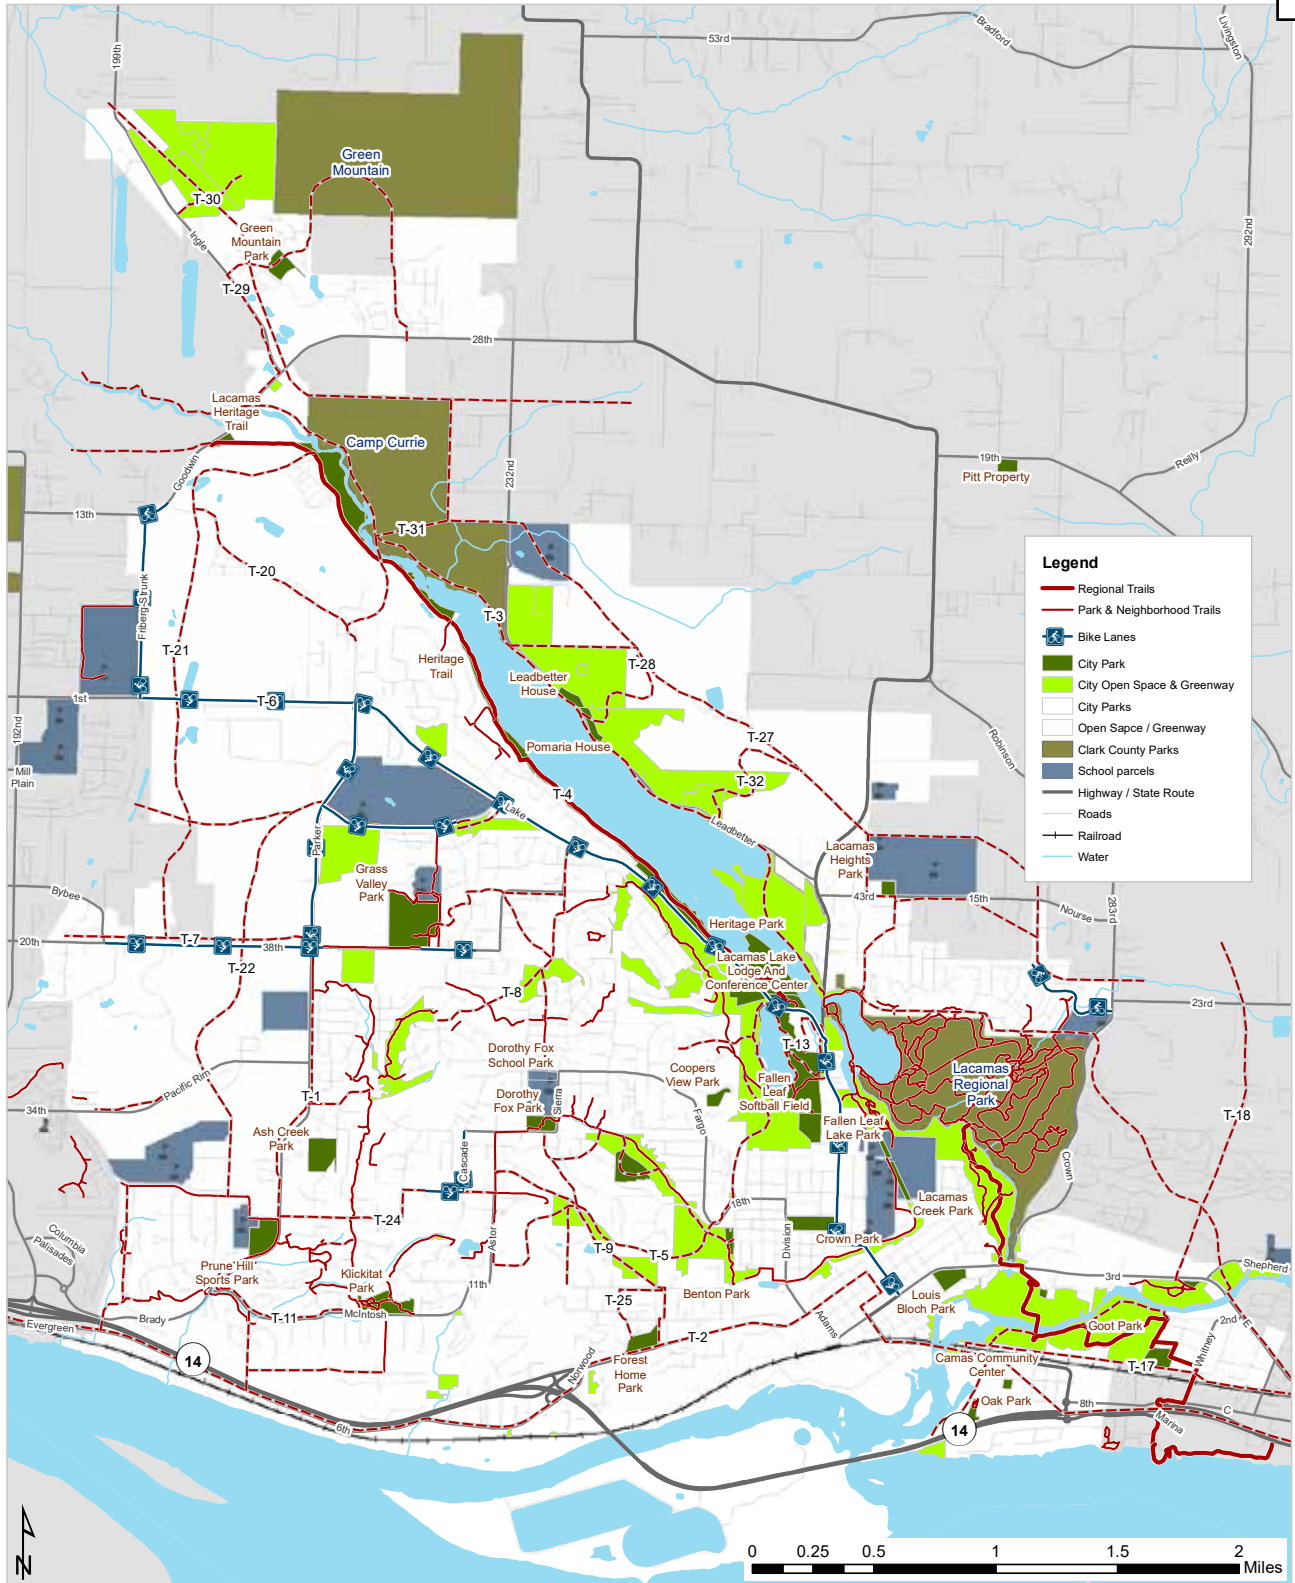 53rd
Bradford
Livingston
199th
Green
Mountain
T-30
Green
Mountain
Park
Ingle
292nd
T-29
28th
Lacamas
Heritage
Trail
Camp Currie
Goodwin
232nd
19th
Reilly
Pitt Property
13th
T-31
T-20
Friberg-Strunk
T-3
T-21
Heritage
Trail
T-28
Leadbetter
House
1st
T-6
192nd
Pomaria House
T-27
Robinson
Mill
Plain
T-32
T-4
Lake
Leadbetter
Parker
Lacamas
Heights
Park
Grass
Valley
Park
Bybee
43rd
15th
Nourse
283rd
Heritage Park
20th
T-7
38th
Lacamas Lake
Lodge And
Conference Center
T-22
T-8
23rd
T-13
Dorothy Fox
School Park
Coopers
View Park
Lacamas
Regional
Park
Pacific Rim
T-1
Fallen
Leaf
Softball Field
Dorothy
Fox Park
Sierra
34th
Fargo
Fallen Leaf
Lake Park
T-18
Ash Creek
Park
Cascade
Crown
Lacamas
Creek Park
18th
T-24
Columbia
Palisades
Astor
Division
Crown Park
T-9
T-5
Prune Hill
Sports Park
Klickitat
Park
11th
3rd
Shepherd
T-25
Benton Park
Louis
Bloch Park
Brady
T-11
McIntosh
Evergreen
Adams
Goot Park
2nd
E
T-2
Whitney
14
Norwood
Forest
Home
Park
Camas Community
Center
T-17
Oak Park
8th
C
6th
14
Marina
Legend
Regional Trails
Park & Neighborhood Trails
Bike Lanes
City Park
City Open Space & Greenway
City Parks
Open Sapce / Greenway
Clark County Parks
School parcels
Highway / State Route
Roads
Railroad
Water
N
0 0.25 0.5 1 1.5 2
Miles